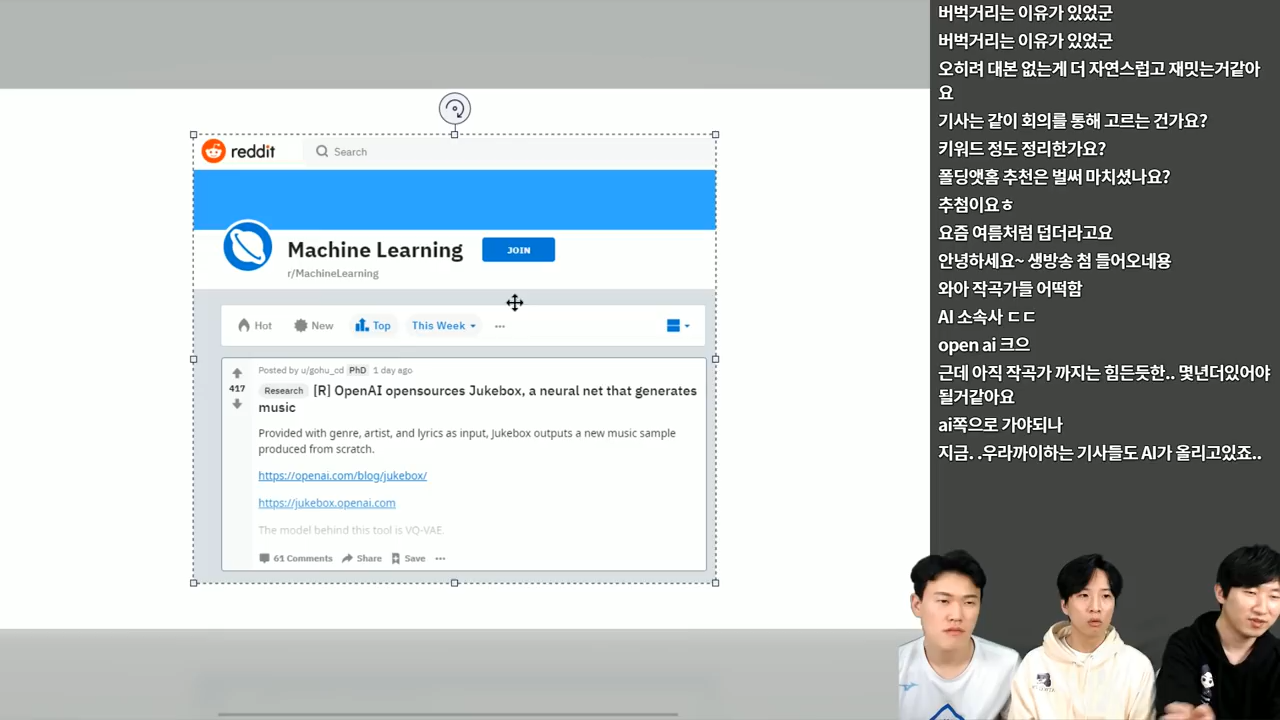 reddit
Search
Machine Learning
JOIN
r/MachineLearning
Hot
New
Top
This Week
Posted by u/gohu_cd PhD 1 day ago
417
Research [R] OpenAI opensources Jukebox, a neural net that generates
music
Provided with genre, artist, and lyrics as input, Jukebox outputs a new music sample
produced from scratch.
https://openai.com/blog/jukebox/
https://jukebox.openai.com
The model behind this tool is VQ-VAE.
61 Comments
Share
Save
버벅거리는 이유가 있었군
버벅거리는 이유가 있었군
오히려 대본 없는게 더 자연스럽고 재밋는거같아
요
기사는 같이 회의를 통해 고르는 건가요?
키워드 정도 정리한가요?
폴딩앳홈 추천은 벌써 마치셨나요?
추첨이요ㅎ
요즘 여름처럼 덥더라고요
안녕하세요~ 생방송 첨 들어오네용
와아 작곡가들 어떡함
AI 소속사 ㄷㄷ
open ai 크으
근데 아직 작곡가 까지는 힘든듯한.. 몇년더있어야
될거같아요
ai쪽으로 가야되나
지금. .우라까이하는 기사들도 AI가 올리고있죠..